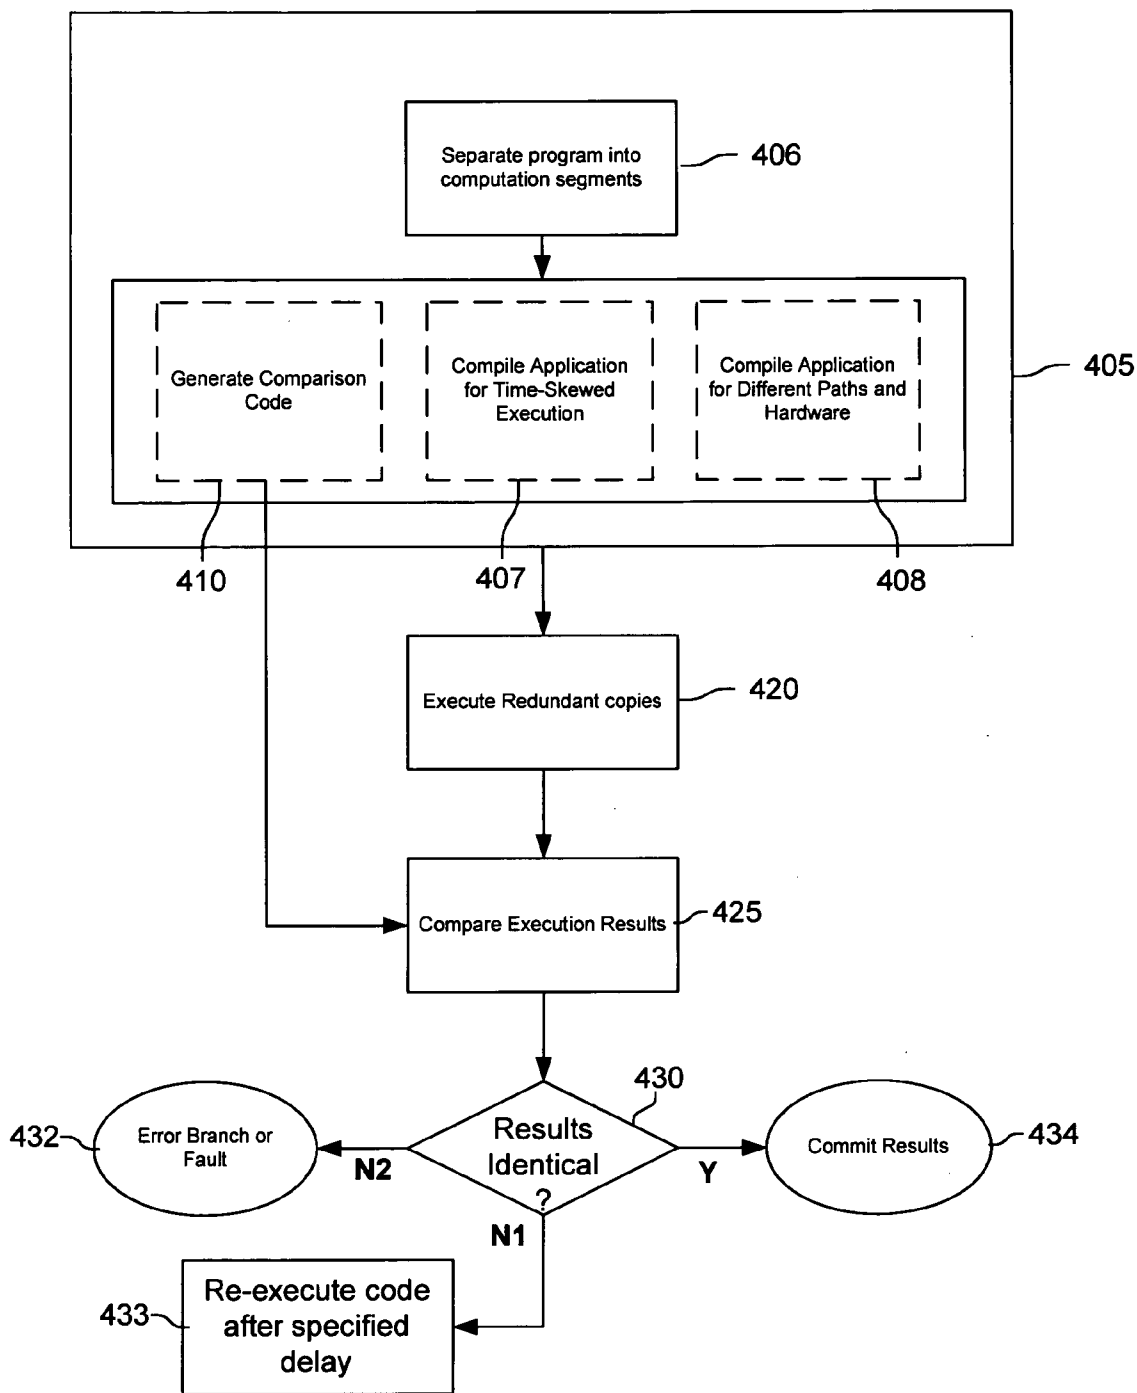 Separate program into
computation segments
406
Generate Comparison
Code
Compile Application
for Time-Skewed
Execution
Compile Application
for Different Paths and
Hardware
405
410
407
408
Execute Redundant copies
420
Compare Execution Results
425
430
Results
Identical
?
432
Error Branch or
Fault
N2
Y
Commit Results
434
N1
433
Re-execute code
after specified
delay